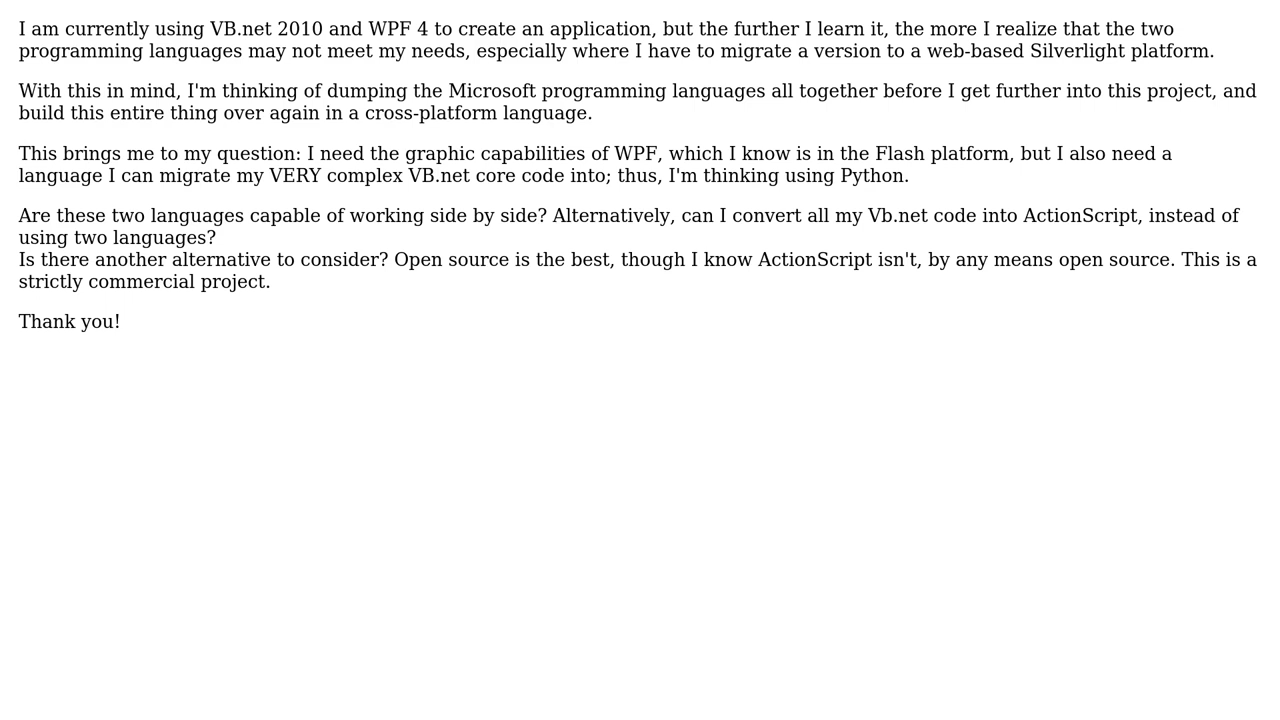 I am currently using VB.net 2010 and WPF 4 to create an application, but the further I learn it, the more I realize that the two
programming languages may not meet my needs, especially where I have to migrate a version to a web-based Silverlight platform.
With this in mind, I'm thinking of dumping the Microsoft programming languages all together before I get further into this project, and
build this entire thing over again in a cross-platform language.
This brings me to my question: I need the graphic capabilities of WPF, which I know is in the Flash platform, but I also need a
language I can migrate my VERY complex VB.net core code into; thus, I'm thinking using Python.
Are these two languages capable of working side by side? Alternatively, can I convert all my Vb.net code into ActionScript, instead of
using two languages?
Is there another alternative to consider? Open source is the best, though I know ActionScript isn't, by any means open source. This is a
strictly commercial project.
Thank you!